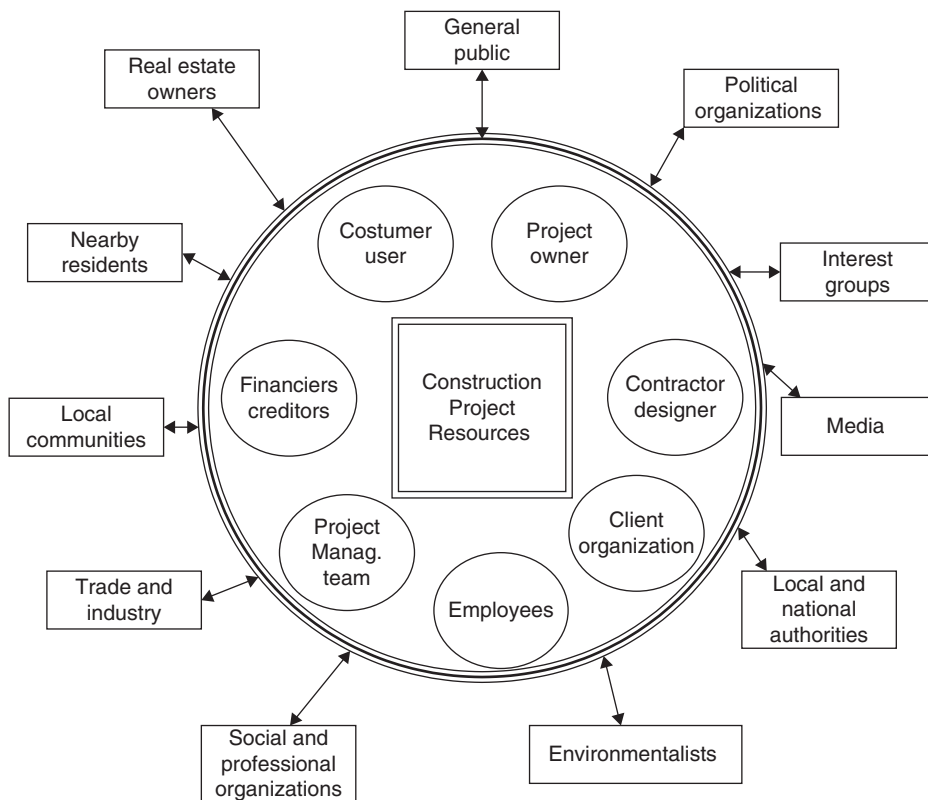 General
public
Real estate
owners
Political
organizations
Costumer
user
Project
owner
Nearby
residents
Interest
groups
Financiers
creditors
Construction
Project
Resources
Contractor
designer
Local
communities
Media
Project
Manag.
team
Client
organization
Trade and
industry
Employees
Local and
national
authorities
Social and
professional
organizations
Environmentalists